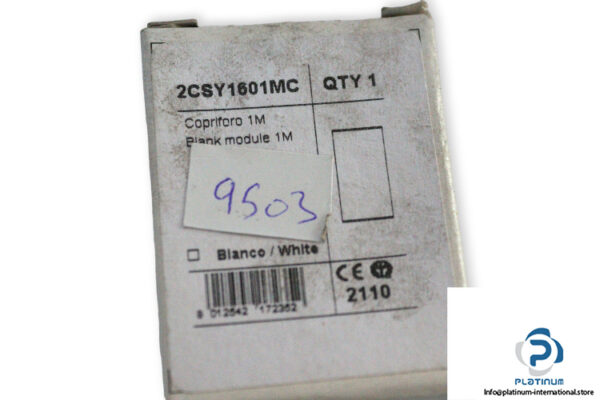 2CSY1601MC
QTY 1
Copriforo 1M
Blank module 1M
9503
Bianco / White
CE
2110
8 012542 172352
PLATINUM
Info@platinum-international.store